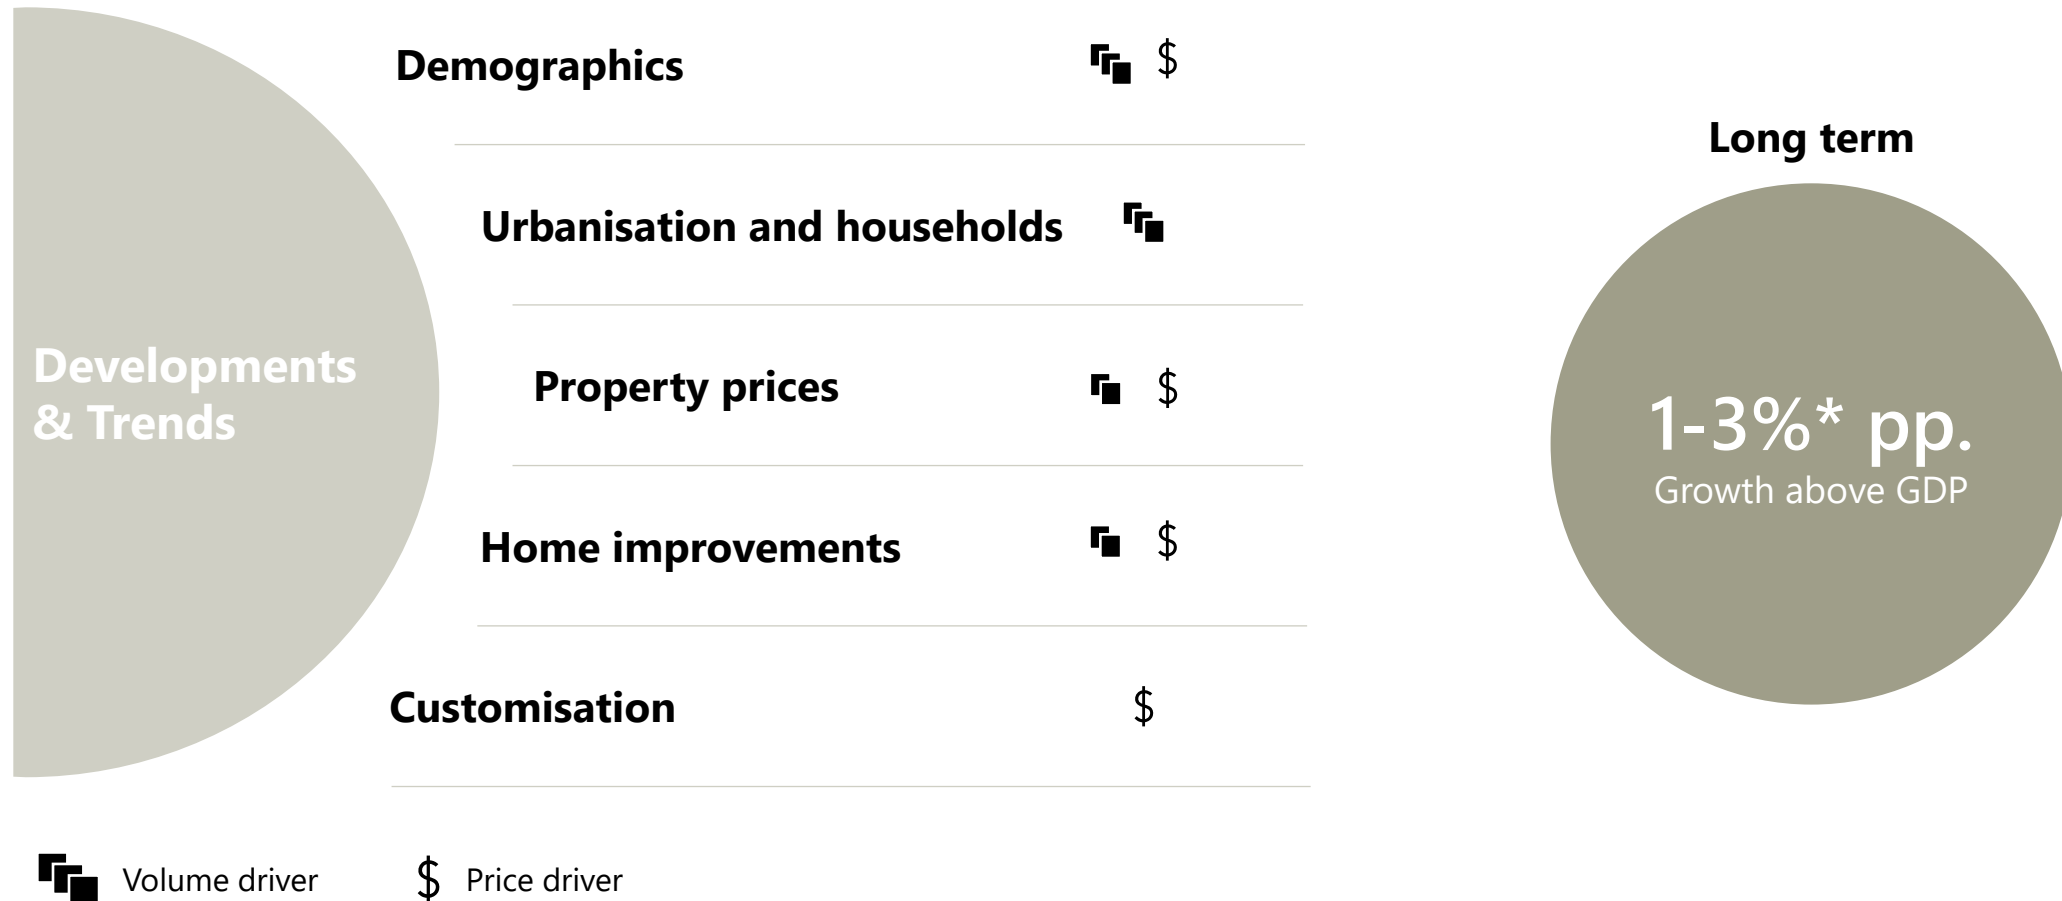 Demographics $
Long term
Urbanisation and households
Developments
& Trends
Property prices $
1-3%* pp.
Growth above GDP
Home improvements $
Customisation $
Volume driver
$ Price driver